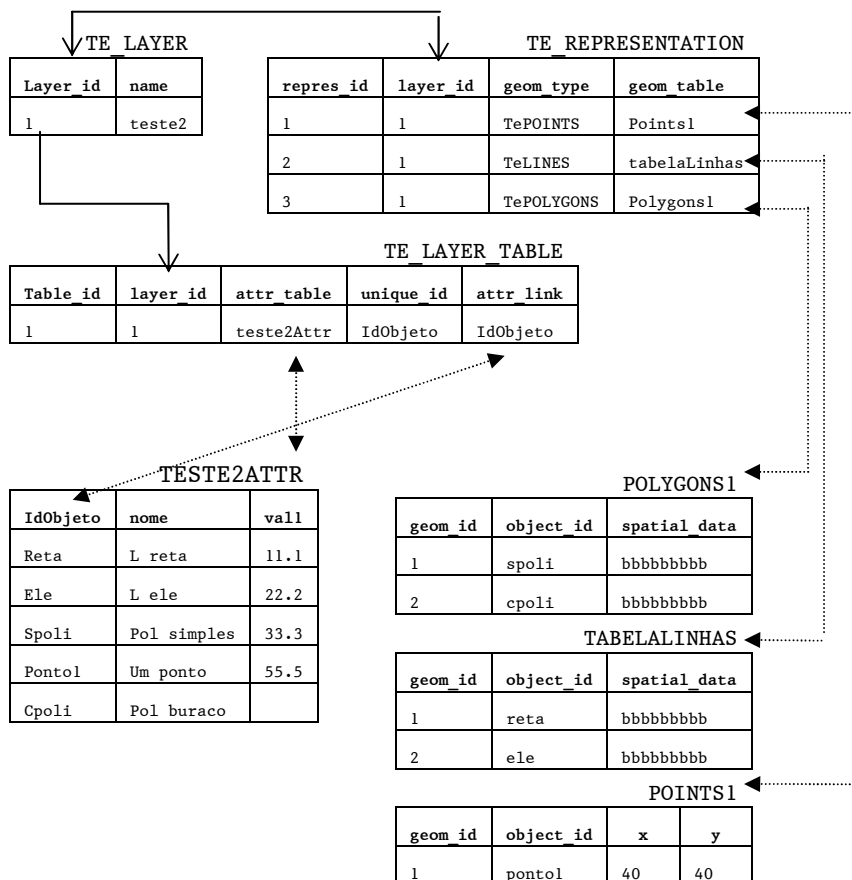 TE_LAYER
Layer_id name
1 teste2
TE_REPRESENTATION
repres_id layer_id geom_type geom_table
1 1 TePOINTS Points1
2 1 TeLINES tabelaLinhas
3 1 TePOLYGONS Polygons1
TE_LAYER_TABLE
Table_id layer_id attr_table unique_id attr_link
1 1 teste2Attr IdObjeto IdObjeto
TESTE2ATTR
IdObjeto nome val1
Reta L reta 11.1
Ele L ele 22.2
Spoli Pol simples 33.3
Ponto1 Um ponto 55.5
Cpoli Pol buraco
POLYGONS1
geom_id object_id spatial_data
1 spoli bbbbbbbbb
2 cpoli bbbbbbbbb
TABELALINHAS
geom_id object_id spatial_data
1 reta bbbbbbbbb
2 ele bbbbbbbbb
POINTS1
geom_id object_id x y
1 ponto1 40 40